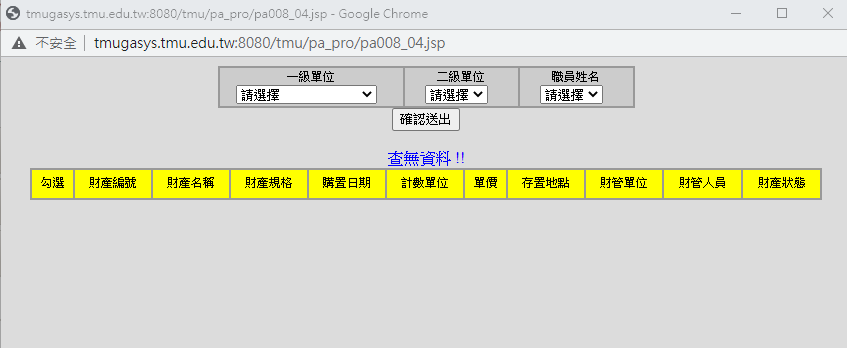 tmugasys.tmu.edu.tw:8080/tmu/pa_pro/pa008_04.jsp - Google Chrome
不安全 | tmugasys.tmu.edu.tw:8080/tmu/pa_pro/pa008_04.jsp
一級單位 二級單位 職員姓名
請選擇 請選擇 請選擇
確認送出
查無資料 !!
勾選 財產編號 財產名稱 財產規格 購置日期 計數單位 單價 存置地點 財管單位 財管人員 財產狀態